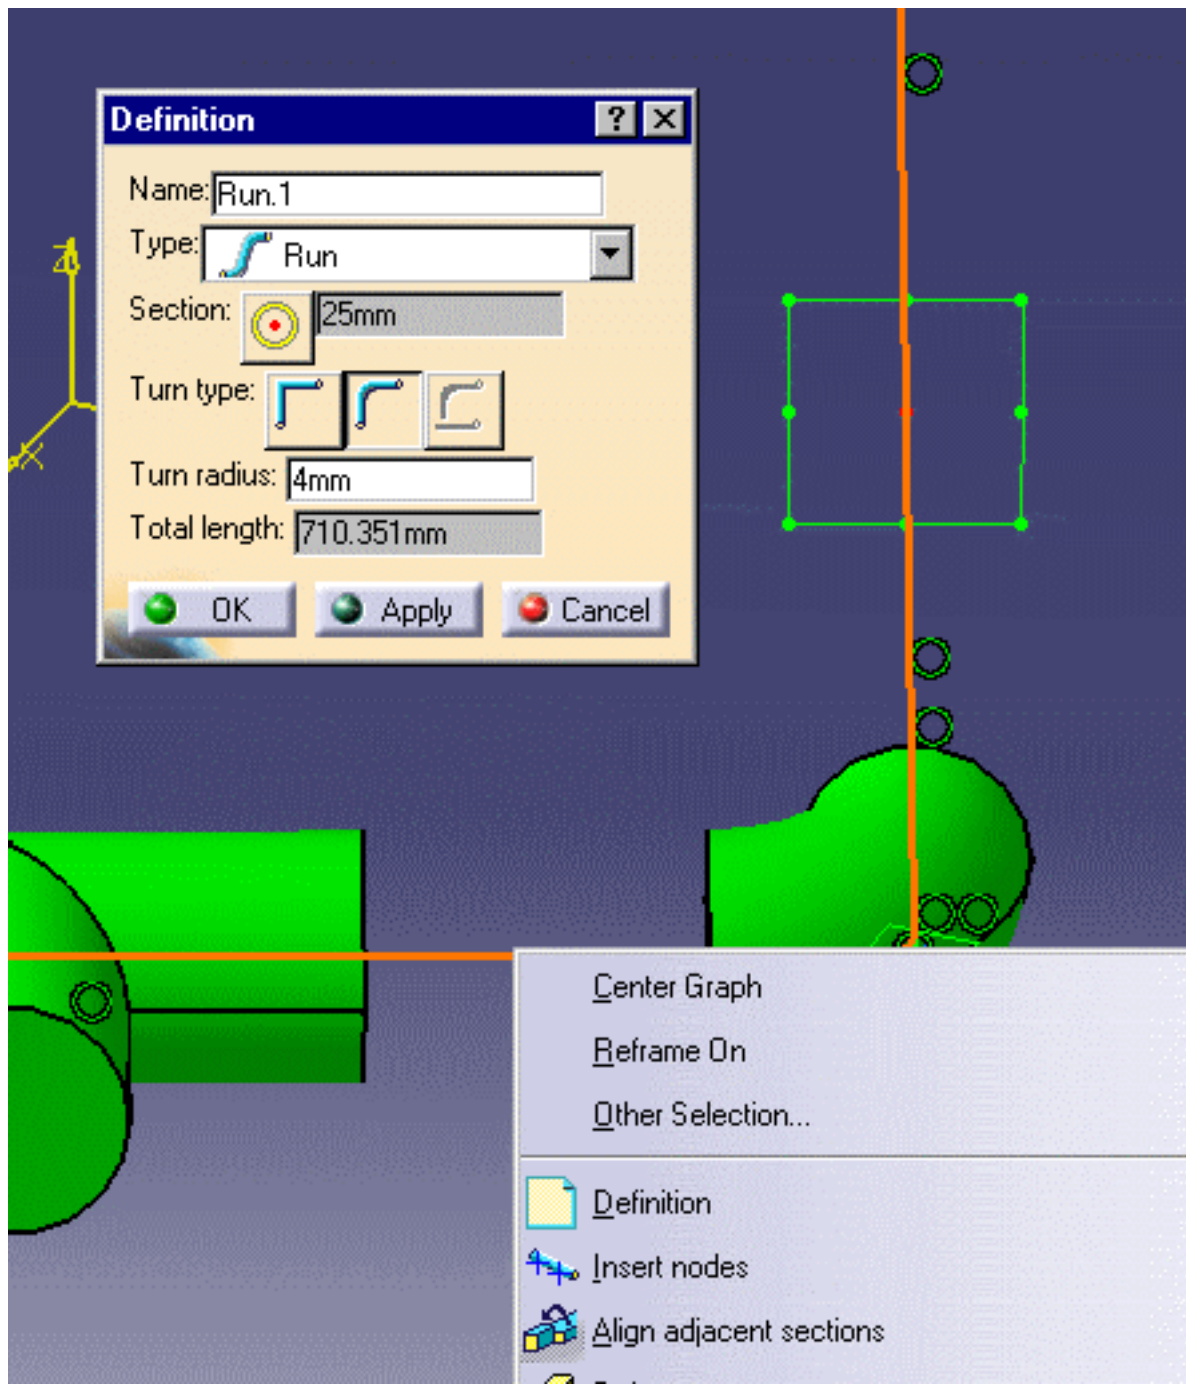 Definition
? X
Name: Run.1
Type: Run
Section: 25mm
Turn type:
Turn radius: 4mm
Total length: 710.351mm
OK Apply Cancel
Z
X
Center Graph
Reframe On
Other Selection...
Definition
Insert nodes
Align adjacent sections